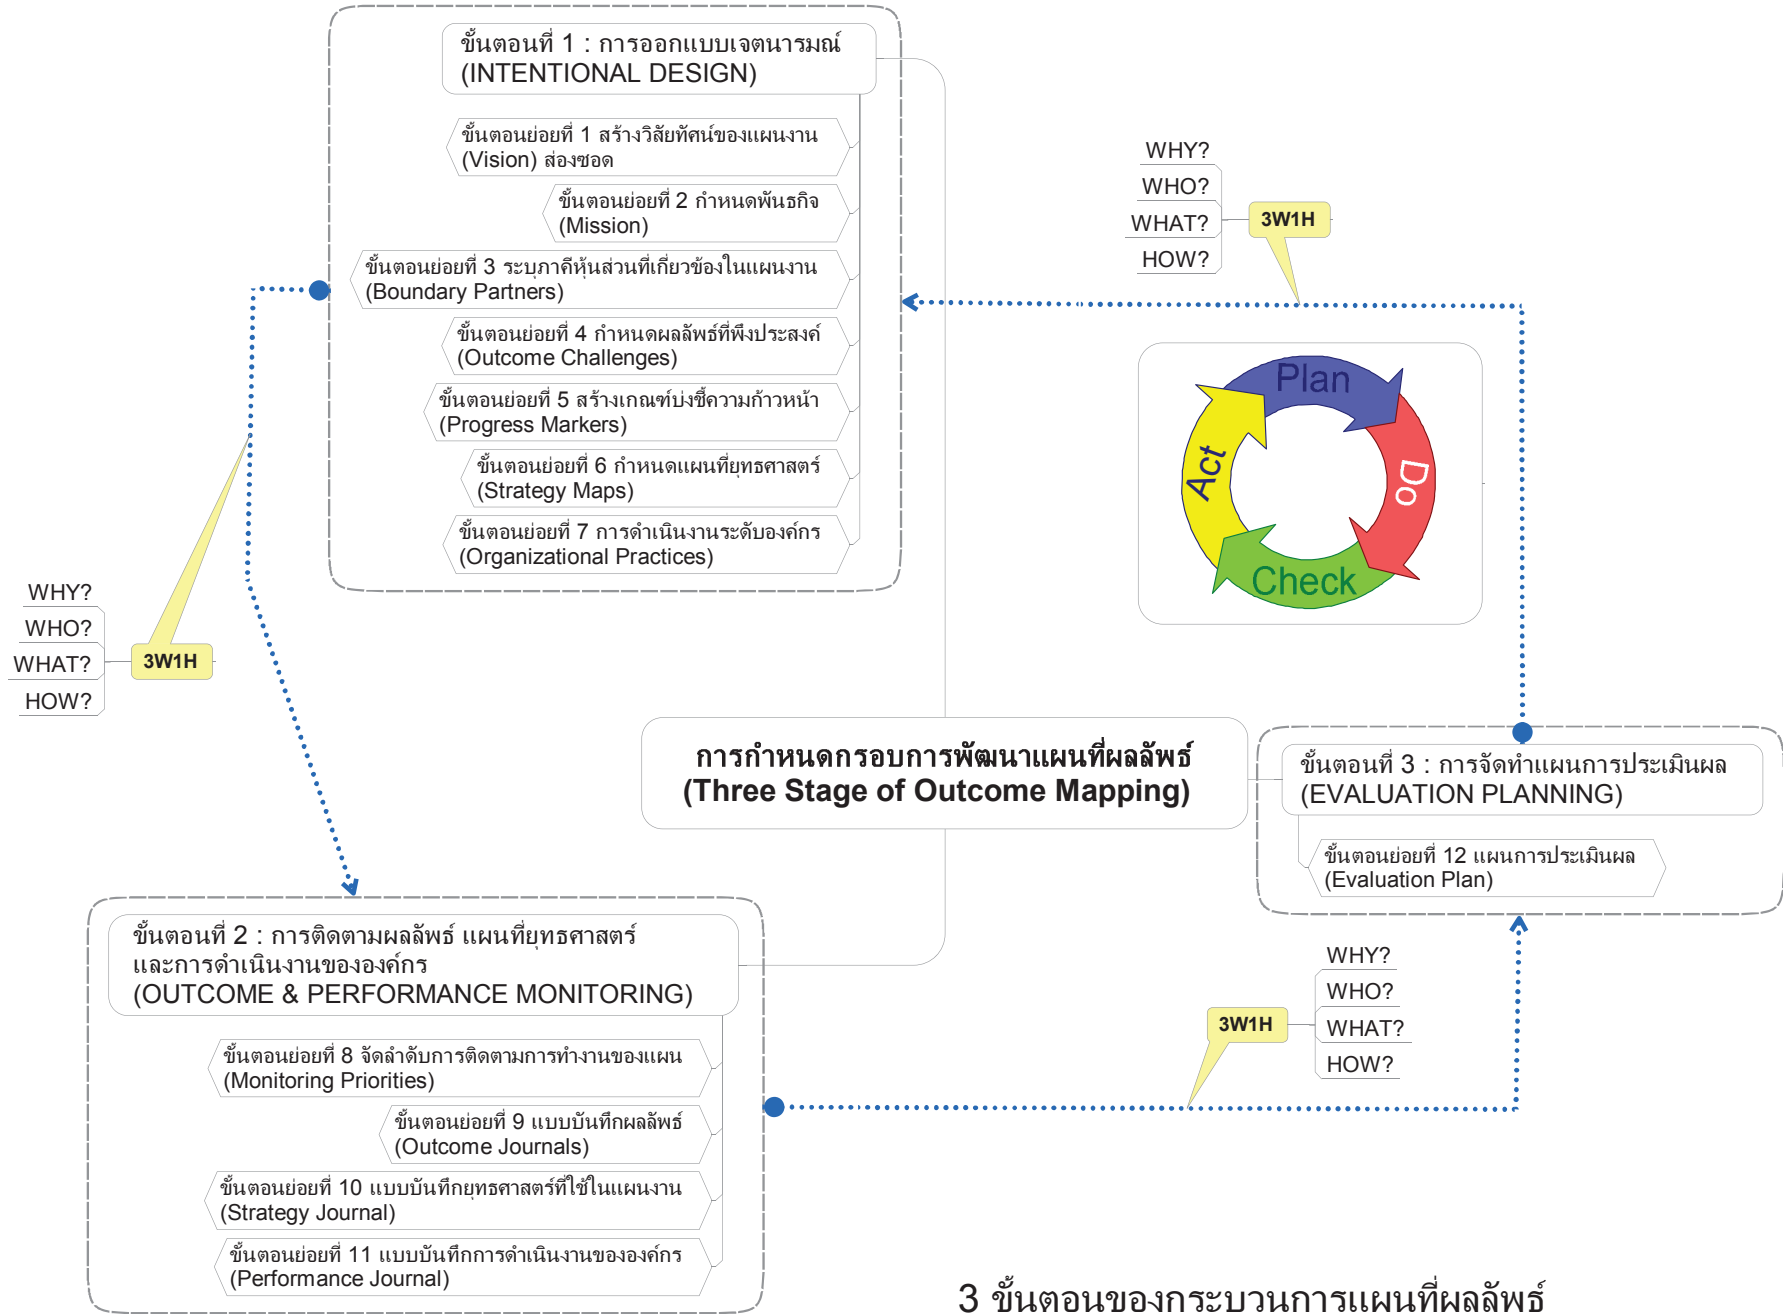 ขั้นตอนที่ 1 : การออกแบบเจตนารมณ์
(INTENTIONAL DESIGN)
ขั้นตอนย่อยที่ 1 สร้างวิสัยทัศน์ของแผนงาน
(Vision) ส่องซอด
ขั้นตอนย่อยที่ 2 กำหนดพันธกิจ
(Mission)
ขั้นตอนย่อยที่ 3 ระบุภาคีหุ้นส่วนที่เกี่ยวข้องในแผนงาน
(Boundary Partners)
ขั้นตอนย่อยที่ 4 กำหนดผลลัพธ์ที่พึงประสงค์
(Outcome Challenges)
ขั้นตอนย่อยที่ 5 สร้างเกณฑ์บ่งชี้ความก้าวหน้า
(Progress Markers)
ขั้นตอนย่อยที่ 6 กำหนดแผนที่ยุทธศาสตร์
(Strategy Maps)
ขั้นตอนย่อยที่ 7 การดำเนินงานระดับองค์กร
(Organizational Practices)
WHY?
WHO?
WHAT?
HOW?
3W1H
Plan
Do
Check
Act
WHY?
WHO?
WHAT?
HOW?
3W1H
การกำหนดกรอบการพัฒนาแผนที่ผลลัพธ์
(Three Stage of Outcome Mapping)
ขั้นตอนที่ 3 : การจัดทำแผนการประเมินผล
(EVALUATION PLANNING)
ขั้นตอนย่อยที่ 12 แผนการประเมินผล
(Evaluation Plan)
ขั้นตอนที่ 2 : การติดตามผลลัพธ์ แผนที่ยุทธศาสตร์
และการดำเนินงานขององค์กร
(OUTCOME & PERFORMANCE MONITORING)
ขั้นตอนย่อยที่ 8 จัดลำดับการติดตามการทำงานของแผน
(Monitoring Priorities)
ขั้นตอนย่อยที่ 9 แบบบันทึกผลลัพธ์
(Outcome Journals)
ขั้นตอนย่อยที่ 10 แบบบันทึกยุทธศาสตร์ที่ใช้ในแผนงาน
(Strategy Journal)
ขั้นตอนย่อยที่ 11 แบบบันทึกการดำเนินงานขององค์กร
(Performance Journal)
3W1H
WHY?
WHO?
WHAT?
HOW?
3 ขั้นตอนของกระบวนการแผนที่ผลลัพธ์